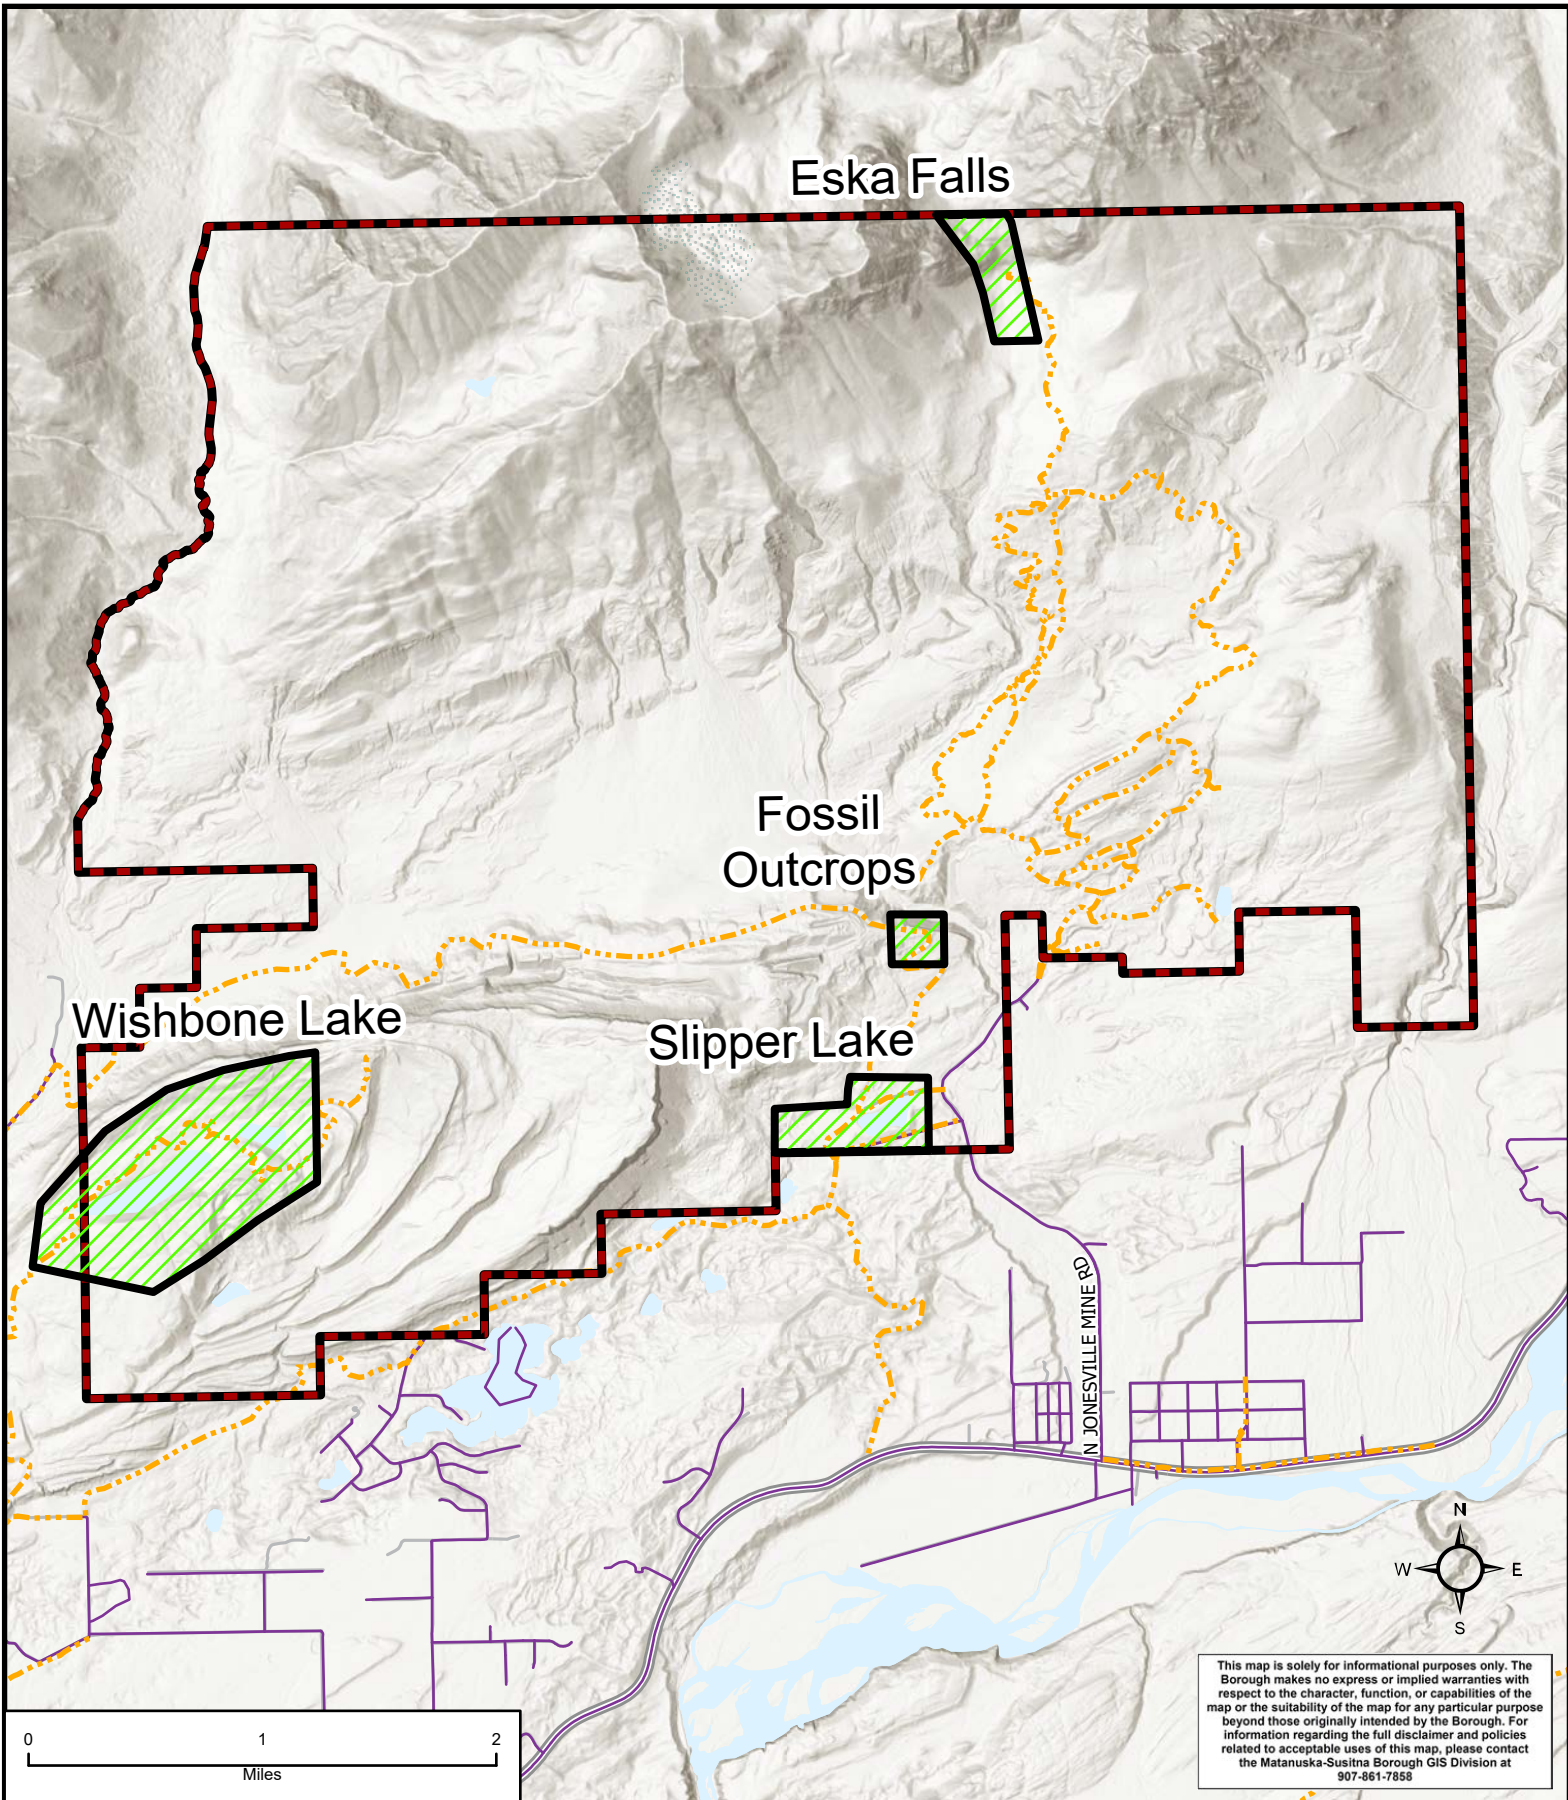 Eska Falls
Fossil
Outcrops
Wishbone Lake
Slipper Lake
N JONESVILLE MINE RD
N
W E
S
This map is solely for informational purposes only. The
Borough makes no express or implied warranties with
respect to the character, function, or capabilities of the
map or the suitability of the map for any particular purpose
beyond those originally intended by the Borough. For
information regarding the full disclaimer and policies
related to acceptable uses of this map, please contact
the Matanuska-Susitna Borough GIS Division at
907-861-7858
0 1 2
Miles